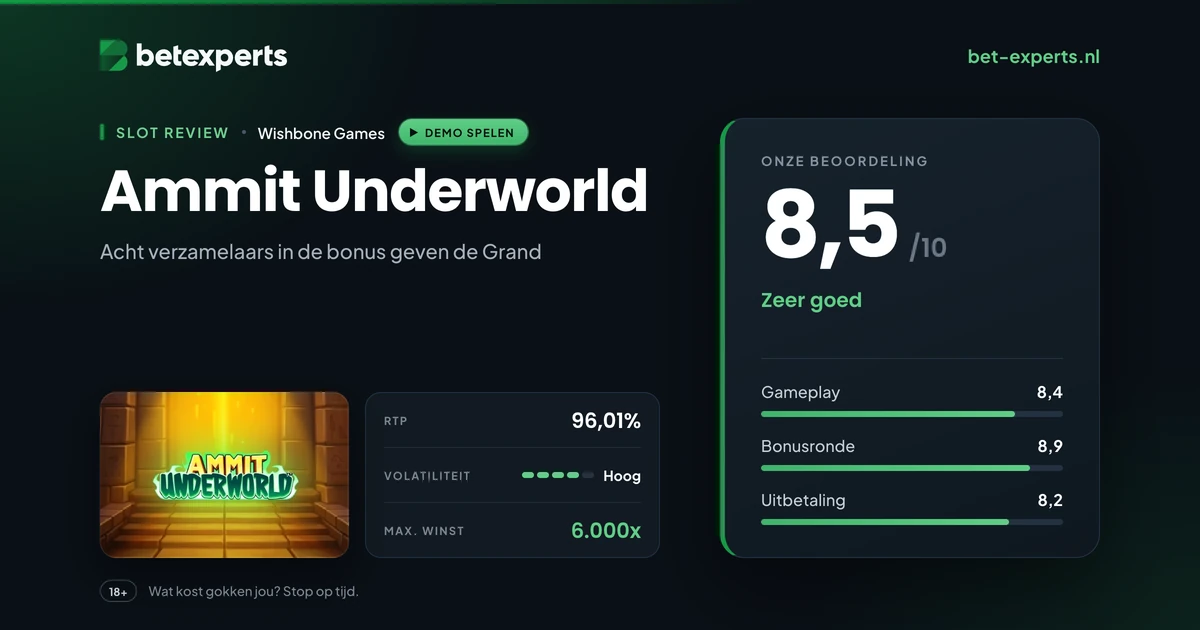 betexperts
bet-experts.nl
SLOT REVIEW • Wishbone Games ▶ DEMO SPELEN
Ammit Underworld
Acht verzamelaars in de bonus geven de Grand
ONZE BEOORDELING
8,5 /10
Zeer goed
Gameplay 8,4
Bonusronde 8,9
Uitbetaling 8,2
AMMIT
UNDERWORLD
RTP 96,01%
VOLATILITEIT Hoog
MAX. WINST 6.000x
18+ Wat kost gokken jou? Stop op tijd.